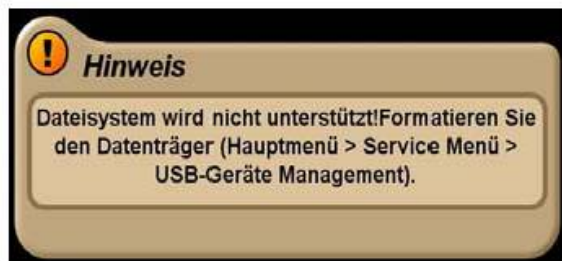 Hinweis
Dateisystem wird nicht unterstützt!Formatieren Sie
den Datenträger (Hauptmenü > Service Menü >
USB-Geräte Management).